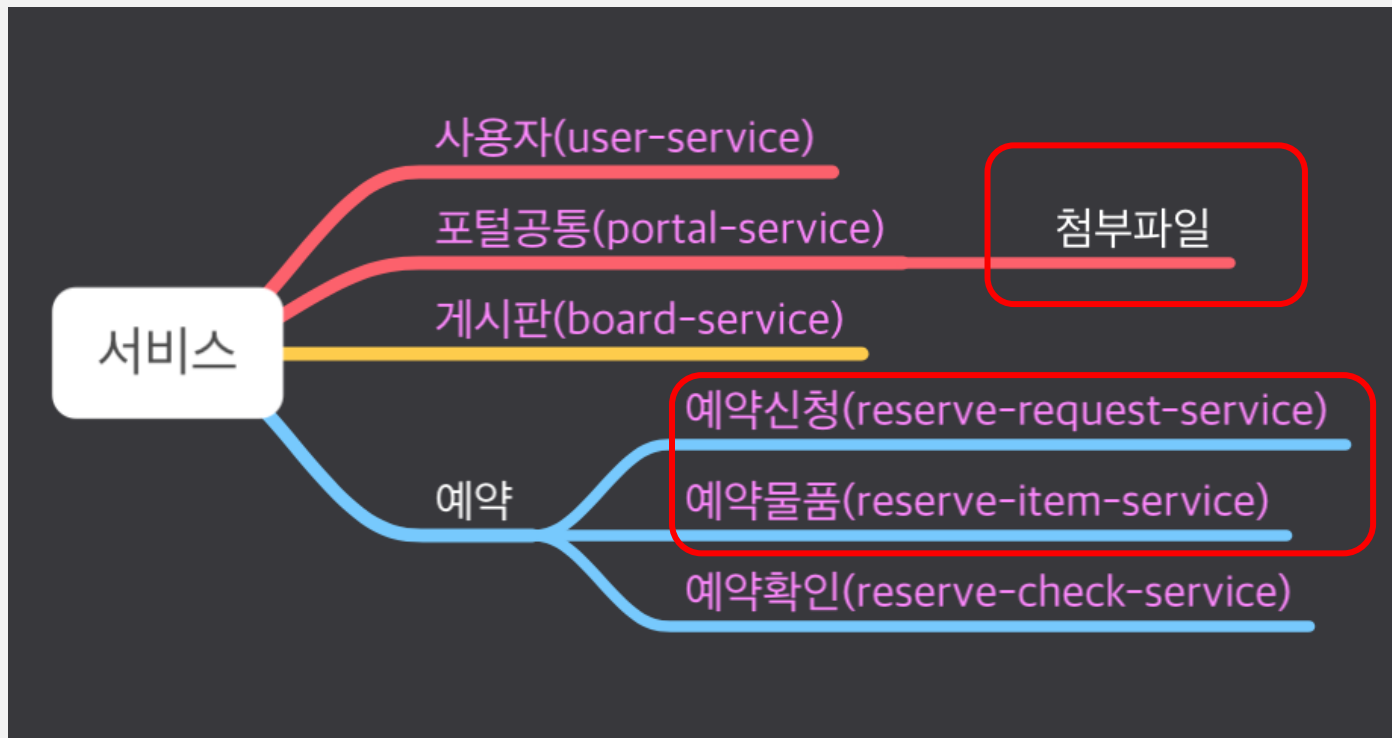 사용자(user-service)
포털공통(portal-service)
첨부파일
게시판(board-service)
서비스
예약신청(reserve-request-service)
예약
예약물품(reserve-item-service)
예약확인(reserve-check-service)